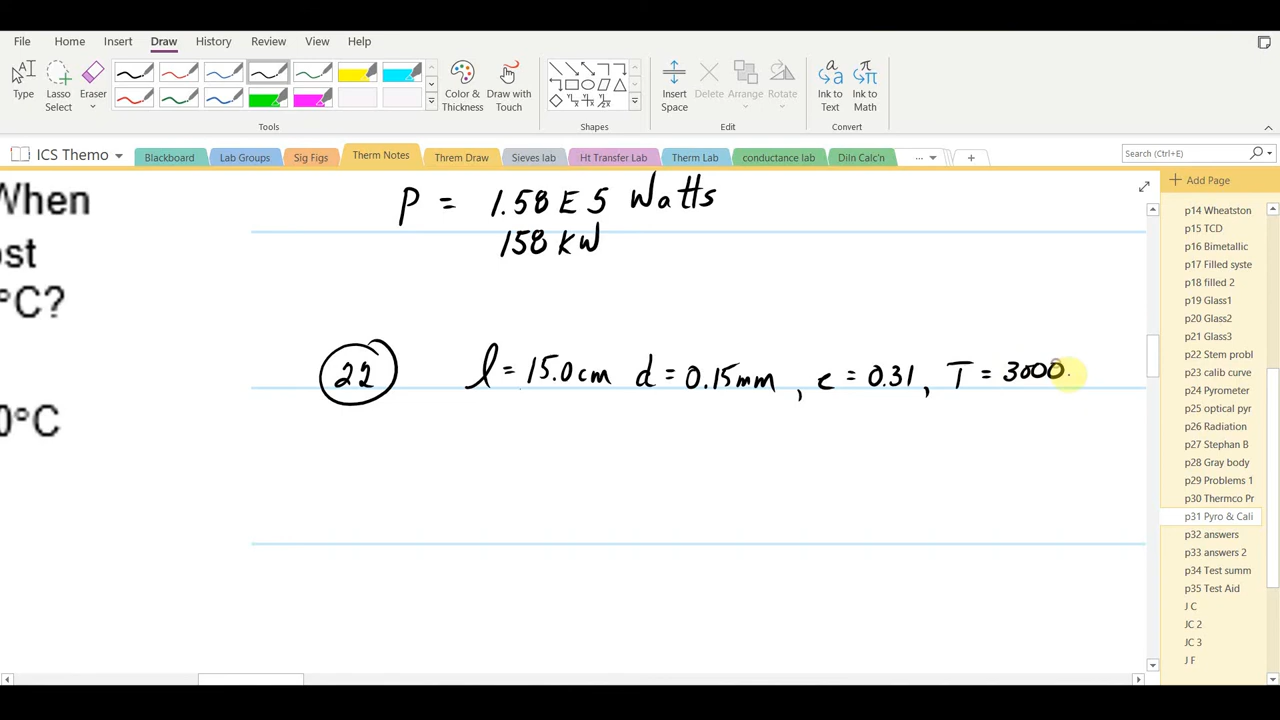 File Home Insert Draw History Review View Help
Type Lasso Select Eraser Color & Thickness Draw with Touch Insert Space Delete Arrange Rotate Ink to Text Ink to Math
Tools Shapes Edit Convert
ICS Themo Blackboard Lab Groups Sig Figs Therm Notes Threm Draw Sieves lab Ht Transfer Lab Therm Lab conductance lab Diln Calc'n ... + Search (Ctrl+E)
Add Page
When
ost
°C?
0°C
P = 1.58 E 5 Watts
158 KW
22 l = 15.0 cm d = 0.15 mm, e = 0.31, T = 3000.
p14 Wheatston
p15 TCD
p16 Bimetallic
p17 Filled syste
p18 filled 2
p19 Glass1
p20 Glass2
p21 Glass3
p22 Stem probl
p23 calib curve
p24 Pyrometer
p25 optical pyr
p26 Radiation
p27 Stephan B
p28 Gray body
p29 Problems 1
p30 Thermco Pr
p31 Pyro & Cali
p32 answers
p33 answers 2
p34 Test summ
p35 Test Aid
J C
JC 2
JC 3
J F